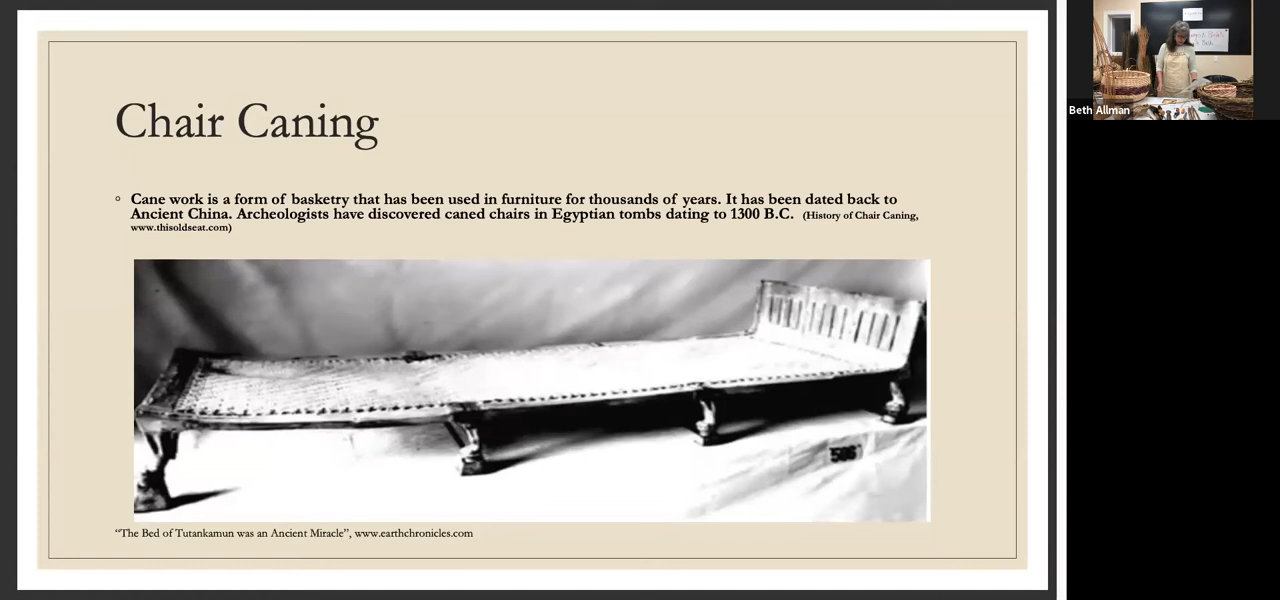 Chair Caning
Cane work is a form of basketry that has been used in furniture for thousands of years. It has been dated back to
Ancient China. Archeologists have discovered caned chairs in Egyptian tombs dating to 1300 B.C. (History of Chair Caning,
www.thisoldseat.com)
586
“The Bed of Tutankamun was an Ancient Miracle”, www.earthchronicles.com
Beth Allman